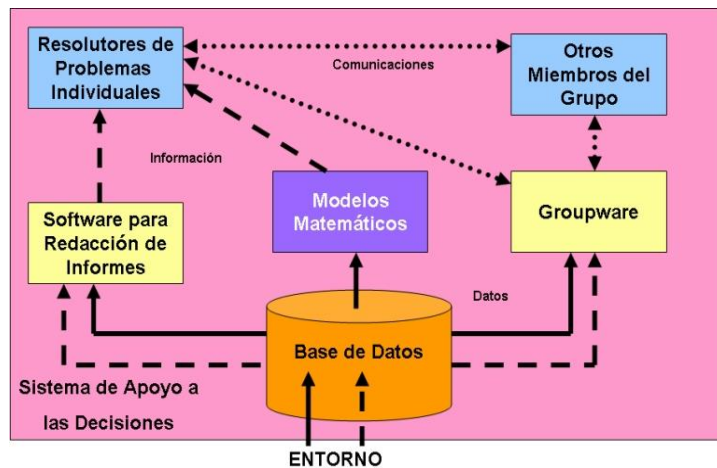 Resolutores de
Problemas
Individuales
Comunicaciones
Otros
Miembros del
Grupo
Información
Software para
Redacción de
Informes
Modelos
Matemáticos
Groupware
Datos
Base de Datos
Sistema de Apoyo a
las Decisiones
ENTORNO